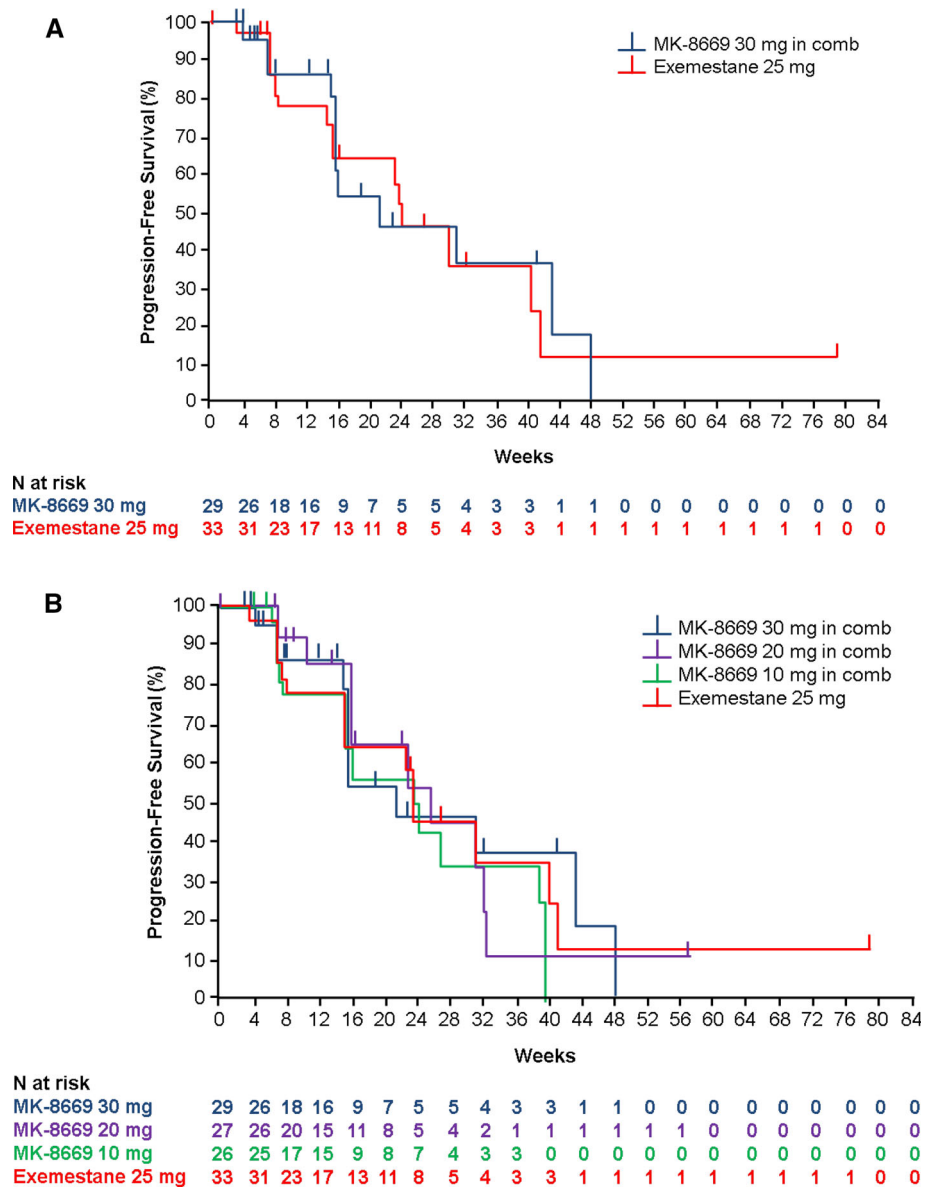 A
Progression-Free Survival (%)
100
90
80
70
60
50
40
30
20
10
0
MK-8669 30 mg in comb
Exemestane 25 mg
0 4 8 12 16 20 24 28 32 36 40 44 48 52 56 60 64 68 72 76 80 84
Weeks
N at risk
MK-8669 30 mg 29 26 18 16 9 7 5 5 4 3 3 1 1 0 0 0 0 0 0 0 0 0
Exemestane 25 mg 33 31 23 17 13 11 8 5 4 3 3 1 1 1 1 1 1 1 1 1 0 0
B
Progression-Free Survival (%)
100
90
80
70
60
50
40
30
20
10
0
MK-8669 30 mg in comb
MK-8669 20 mg in comb
MK-8669 10 mg in comb
Exemestane 25 mg
0 4 8 12 16 20 24 28 32 36 40 44 48 52 56 60 64 68 72 76 80 84
Weeks
N at risk
MK-8669 30 mg 29 26 18 16 9 7 5 5 4 3 3 1 1 0 0 0 0 0 0 0 0 0
MK-8669 20 mg 27 26 20 15 11 8 5 4 2 1 1 1 1 1 1 0 0 0 0 0 0 0
MK-8669 10 mg 26 25 17 15 9 8 7 4 3 3 0 0 0 0 0 0 0 0 0 0 0 0
Exemestane 25 mg 33 31 23 17 13 11 8 5 4 3 3 1 1 1 1 1 1 1 1 1 0 0